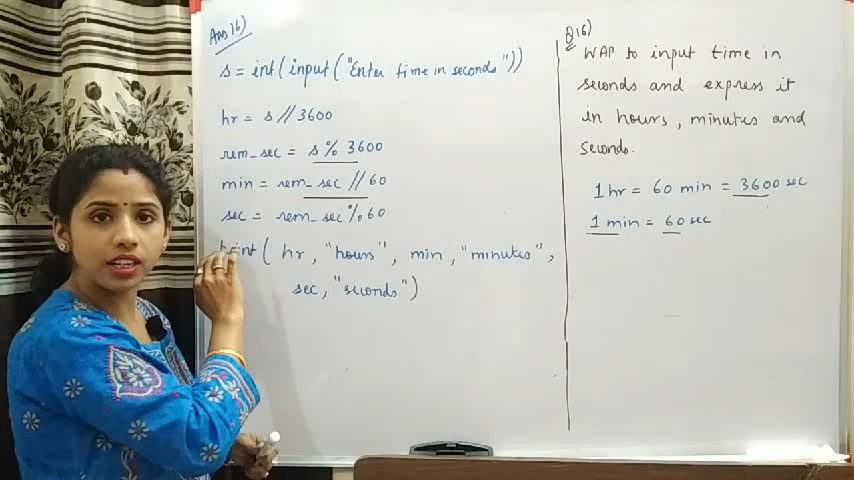 Ans 16)
s = int(input("Enter time in seconds"))
hr = s // 3600
rem_sec = s % 3600
min = rem_sec // 60
sec = rem_sec % 60
print( hr, "hours", min, "minutes",
sec, "seconds")
Q 16)
WAP to input time in
seconds and express it
in hours, minutes and
seconds.
1 hr = 60 min = 3600 sec
1 min = 60 sec